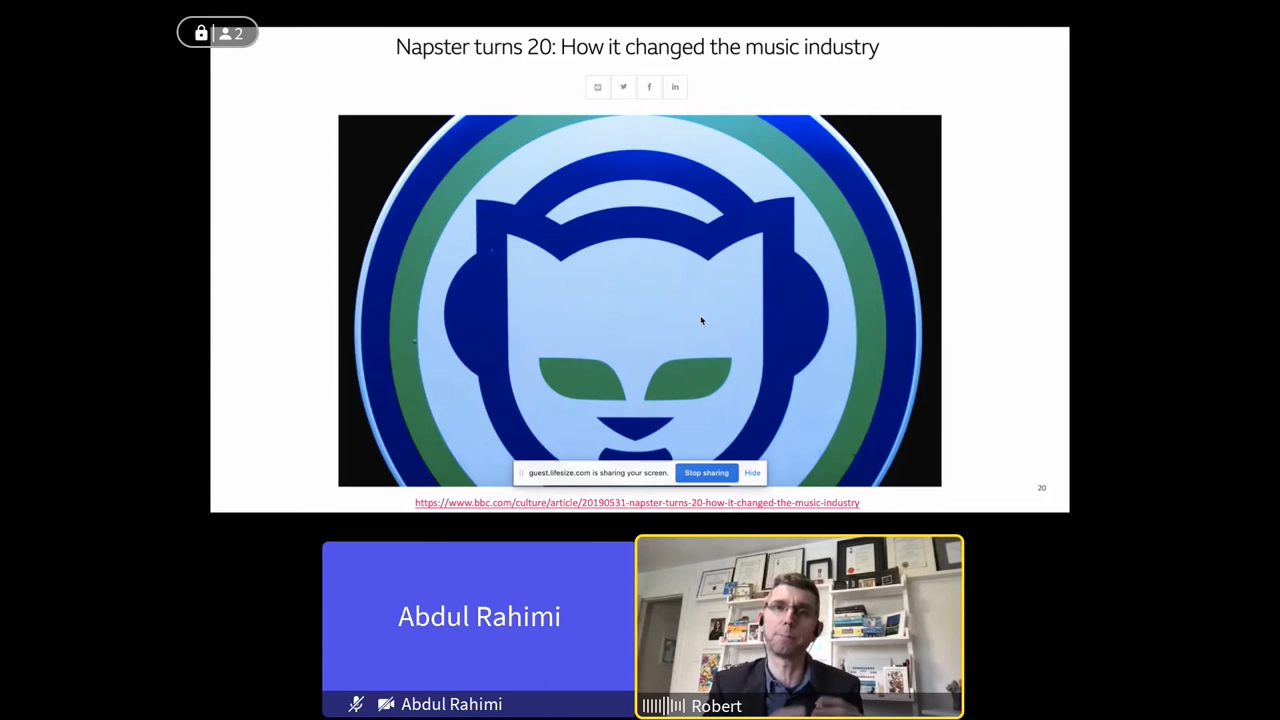 2
Napster turns 20: How it changed the music industry
guest.lifesize.com is sharing your screen. Stop sharing Hide
20
https://www.bbc.com/culture/article/20190531-napster-turns-20-how-it-changed-the-music-industry
Abdul Rahimi
Abdul Rahimi
Robert